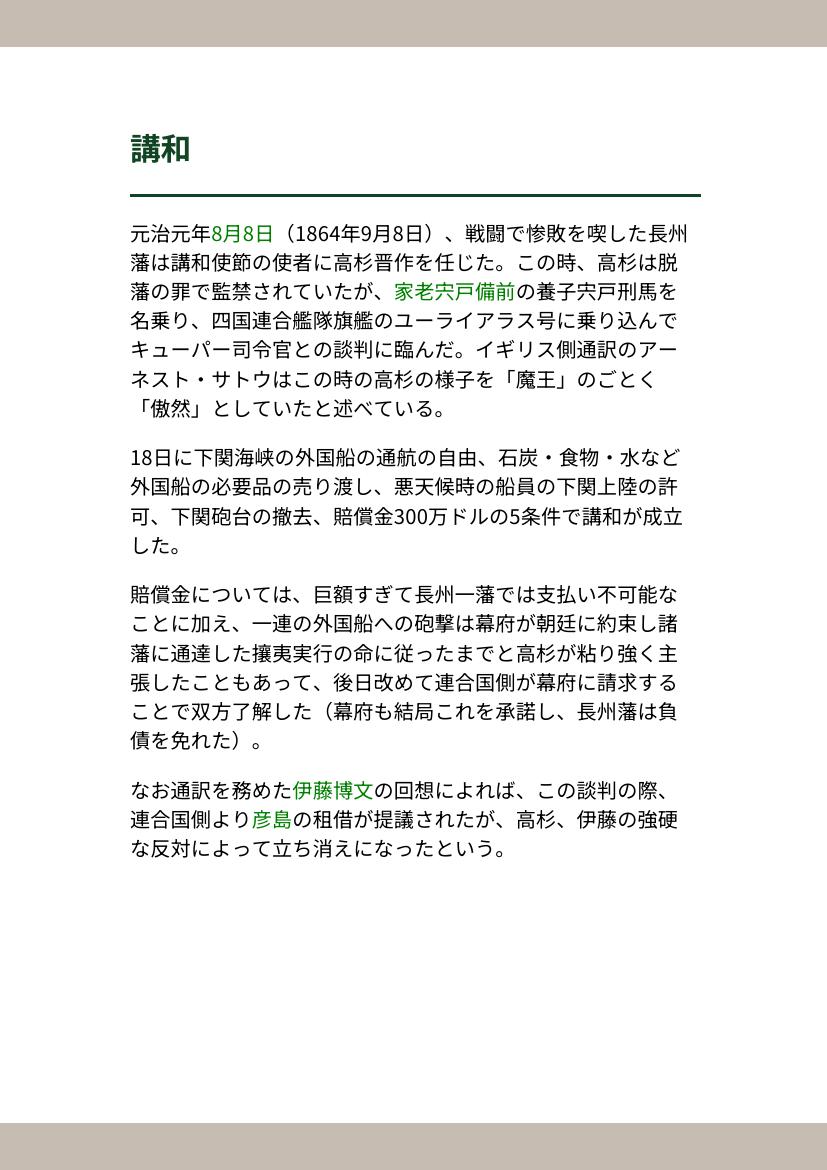 講和
元治元年8月8日（1864年9月8日）、戦闘で惨敗を喫した長州
藩は講和使節の使者に高杉晋作を任じた。この時、高杉は脱
藩の罪で監禁されていたが、家老宍戸備前の養子宍戸刑馬を
名乗り、四国連合艦隊旗艦のユーライアラス号に乗り込んで
キューパー司令官との談判に臨んだ。イギリス側通訳のアー
ネスト・サトウはこの時の高杉の様子を「魔王」のごとく
「傲然」としていたと述べている。
18日に下関海峡の外国船の通航の自由、石炭・食物・水など
外国船の必要品の売り渡し、悪天候時の船員の下関上陸の許
可、下関砲台の撤去、賠償金300万ドルの5条件で講和が成立
した。
賠償金については、巨額すぎて長州一藩では支払い不可能な
ことに加え、一連の外国船への砲撃は幕府が朝廷に約束し諸
藩に通達した攘夷実行の命に従ったまでと高杉が粘り強く主
張したこともあって、後日改めて連合国側が幕府に請求する
ことで双方了解した（幕府も結局これを承諾し、長州藩は負
債を免れた）。
なお通訳を務めた伊藤博文の回想によれば、この談判の際、
連合国側より彦島の租借が提議されたが、高杉、伊藤の強硬
な反対によって立ち消えになったという。